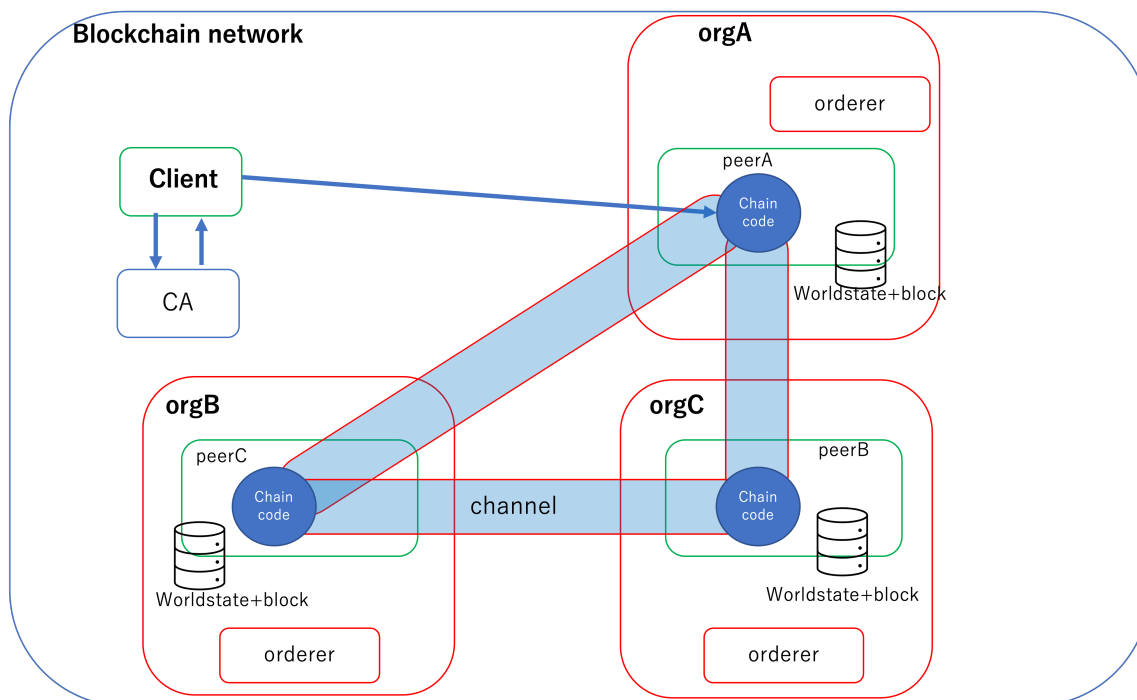 Blockchain network
orgA
orderer
peerA
Client
Chain
code
CA
Worldstate+block
orgB
orgC
peerC
peerB
Chain
code
channel
Chain
code
Worldstate+block
Worldstate+block
orderer
orderer